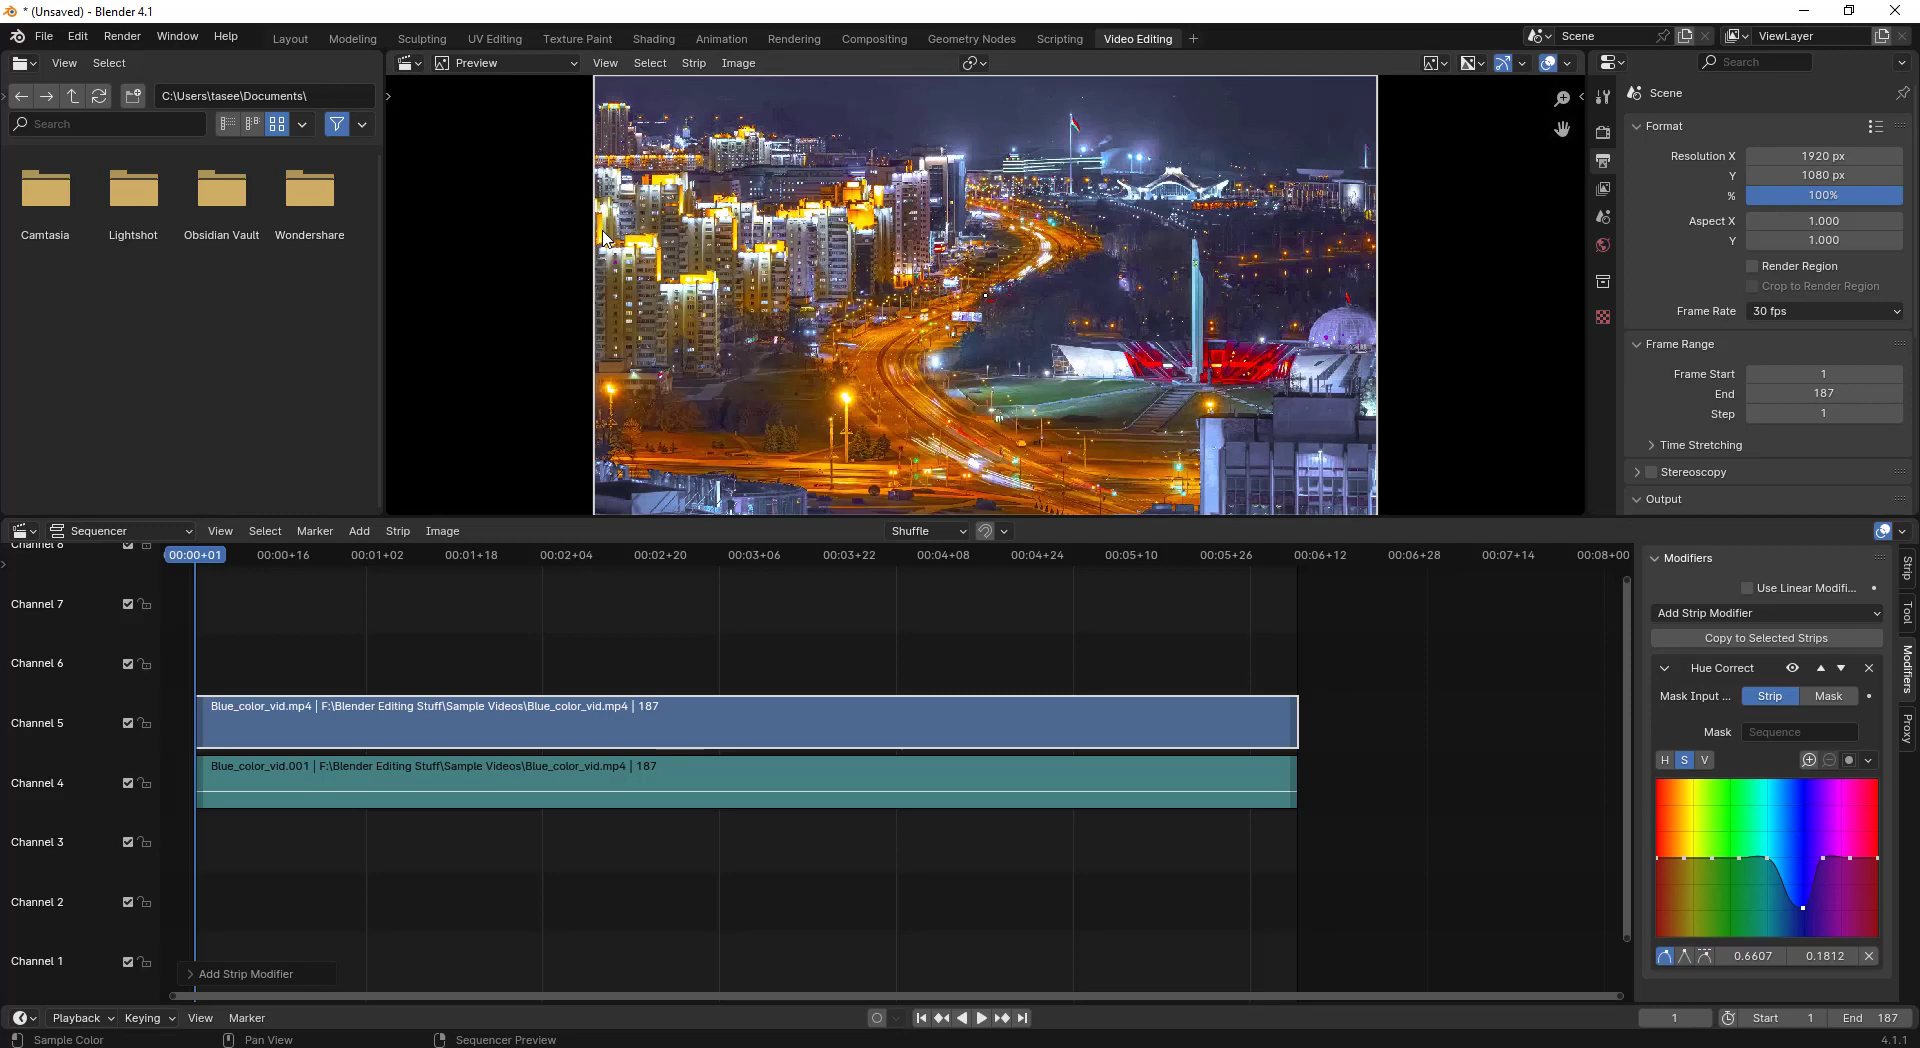 * (Unsaved) - Blender 4.1
File Edit Render Window Help
Layout Modeling Sculpting UV Editing Texture Paint Shading Animation Rendering Compositing Geometry Nodes Scripting Video Editing
Scene ViewLayer
View Select
Preview View Select Strip Image
Search
C:\Users\tasee\Documents\
Search
Camtasia Lightshot Obsidian Vault Wondershare
Scene
Format
Resolution X 1920 px
Y 1080 px
% 100%
Aspect X 1.000
Y 1.000
Render Region
Crop to Render Region
Frame Rate 30 fps
Frame Range
Frame Start 1
End 187
Step 1
Time Stretching
Stereoscopy
Output
Sequencer View Select Marker Add Strip Image
Shuffle
00:00+01 00:00+16 00:01+02 00:01+18 00:02+04 00:02+20 00:03+06 00:03+22 00:04+08 00:04+24 00:05+10 00:05+26 00:06+12 00:06+28 00:07+14 00:08+00
Channel 8
Channel 7
Channel 6
Channel 5
Channel 4
Channel 3
Channel 2
Channel 1
Blue_color_vid.mp4 | F:\Blender Editing Stuff\Sample Videos\Blue_color_vid.mp4 | 187
Blue_color_vid.001 | F:\Blender Editing Stuff\Sample Videos\Blue_color_vid.mp4 | 187
Add Strip Modifier
Modifiers
Use Linear Modifi...
Add Strip Modifier
Copy to Selected Strips
Hue Correct
Mask Input ... Strip Mask
Mask Sequence
H S V
0.6607 0.1812
Strip
Tool
Modifiers
Proxy
Playback Keying View Marker
1 Start 1 End 187
Sample Color Pan View Sequencer Preview
4.1.1